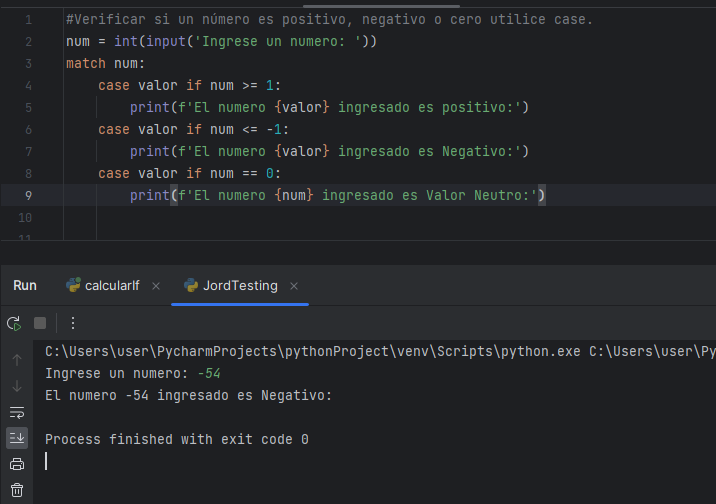 1 #Verificar si un número es positivo, negativo o cero utilice case.
2 num = int(input('Ingrese un numero: '))
3 match num:
4     case valor if num >= 1:
5         print(f'El numero {valor} ingresado es positivo:')
6     case valor if num <= -1:
7         print(f'El numero {valor} ingresado es Negativo:')
8     case valor if num == 0:
9         print(f'El numero {num} ingresado es Valor Neutro:')
10
11
Run calcularIf × JordTesting ×
C:\Users\user\PycharmProjects\pythonProject\venv\Scripts\python.exe C:\Users\user\Py
Ingrese un numero: -54
El numero -54 ingresado es Negativo:
Process finished with exit code 0